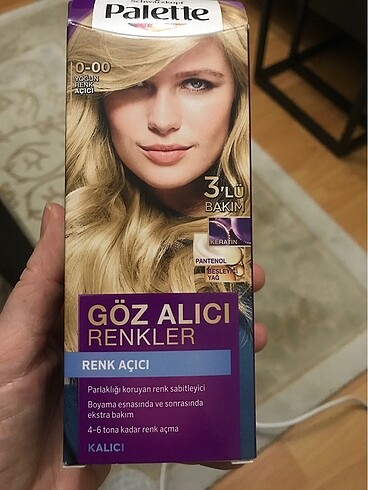 Schwarzkopf
Palette
0-00
YOĞUN
RENK
AÇICI
3'LÜ
BAKIM
KERATİN
PANTENOL
BESLEYİCİ
YAĞ
GÖZ ALICI
RENKLER
RENK AÇICI
Parlaklığı koruyan renk sabitleyici
Boyama esnasında ve sonrasında
ekstra bakım
4-6 tona kadar renk açma
KALICI